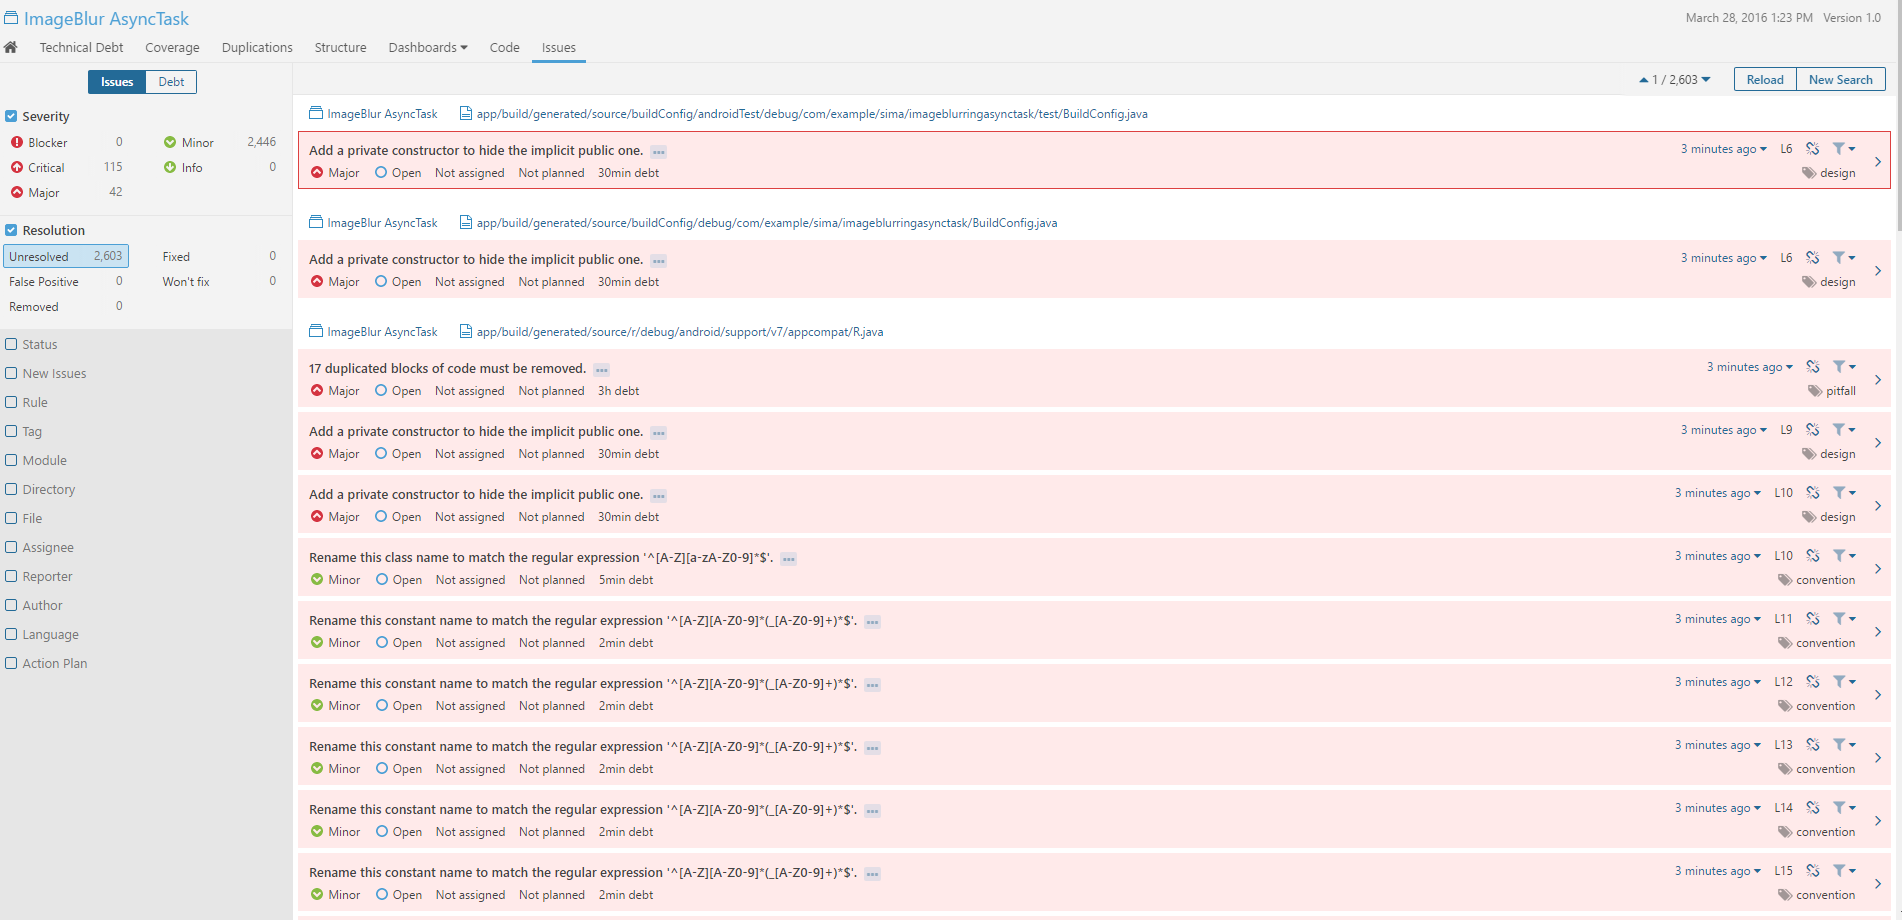 ImageBlur AsyncTask
March 28, 2016 1:23 PM Version 1.0
Technical Debt Coverage Duplications Structure Dashboards Code Issues
Issues Debt
1 / 2,603
Reload New Search
Severity
Blocker 0 Minor 2,446
Critical 115 Info 0
Major 42
Resolution
Unresolved 2,603 Fixed 0
False Positive 0 Won't fix 0
Removed 0
Status
New Issues
Rule
Tag
Module
Directory
File
Assignee
Reporter
Author
Language
Action Plan
ImageBlur AsyncTask app/build/generated/source/buildConfig/androidTest/debug/com/example/sima/imageblurringasynctask/test/BuildConfig.java
Add a private constructor to hide the implicit public one. 3 minutes ago L6
Major Open Not assigned Not planned 30min debt design
ImageBlur AsyncTask app/build/generated/source/buildConfig/debug/com/example/sima/imageblurringasynctask/BuildConfig.java
Add a private constructor to hide the implicit public one. 3 minutes ago L6
Major Open Not assigned Not planned 30min debt design
ImageBlur AsyncTask app/build/generated/source/r/debug/android/support/v7/appcompat/R.java
17 duplicated blocks of code must be removed. 3 minutes ago
Major Open Not assigned Not planned 3h debt pitfall
Add a private constructor to hide the implicit public one. 3 minutes ago L9
Major Open Not assigned Not planned 30min debt design
Add a private constructor to hide the implicit public one. 3 minutes ago L10
Major Open Not assigned Not planned 30min debt design
Rename this class name to match the regular expression '^[A-Z][a-zA-Z0-9]*$'. 3 minutes ago L10
Minor Open Not assigned Not planned 5min debt convention
Rename this constant name to match the regular expression '^[A-Z][A-Z0-9]*(_[A-Z0-9]+)*$'. 3 minutes ago L11
Minor Open Not assigned Not planned 2min debt convention
Rename this constant name to match the regular expression '^[A-Z][A-Z0-9]*(_[A-Z0-9]+)*$'. 3 minutes ago L12
Minor Open Not assigned Not planned 2min debt convention
Rename this constant name to match the regular expression '^[A-Z][A-Z0-9]*(_[A-Z0-9]+)*$'. 3 minutes ago L13
Minor Open Not assigned Not planned 2min debt convention
Rename this constant name to match the regular expression '^[A-Z][A-Z0-9]*(_[A-Z0-9]+)*$'. 3 minutes ago L14
Minor Open Not assigned Not planned 2min debt convention
Rename this constant name to match the regular expression '^[A-Z][A-Z0-9]*(_[A-Z0-9]+)*$'. 3 minutes ago L15
Minor Open Not assigned Not planned 2min debt convention